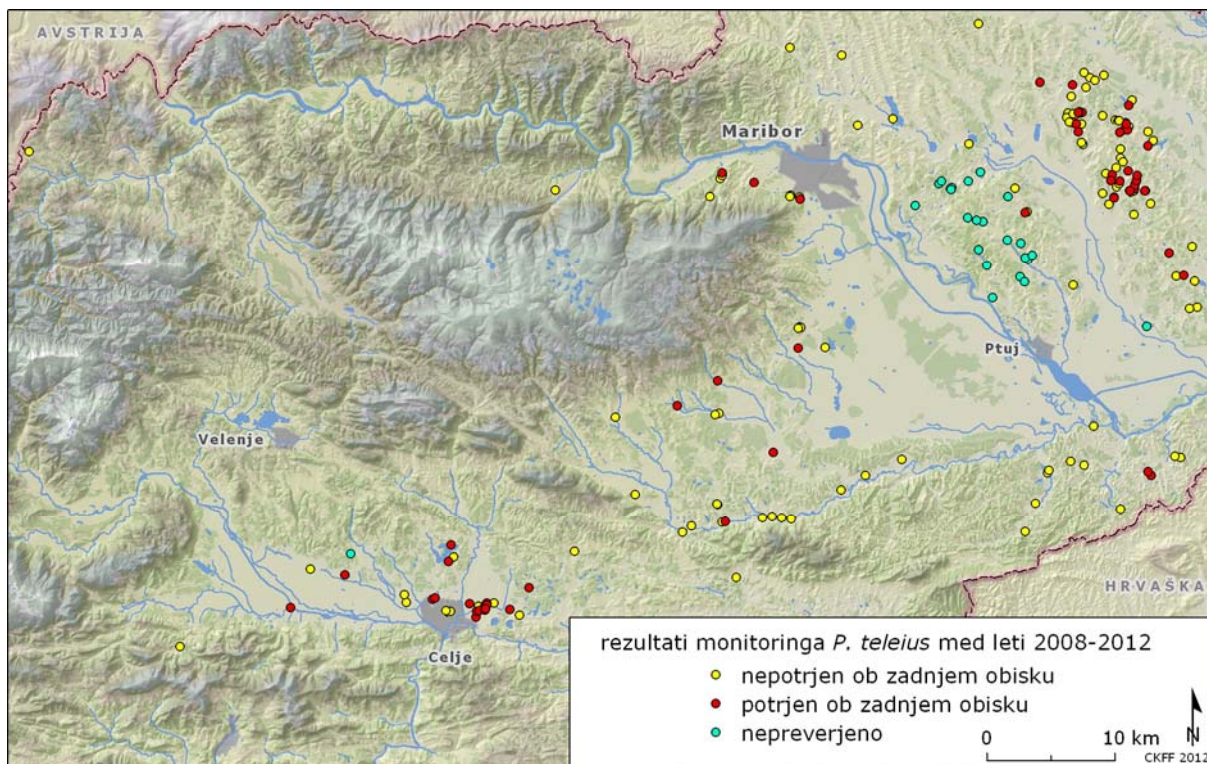 AVSTRIJA
Maribor
Ptuj
Velenje
Celje
HRVAŠKA
rezultati monitoringa P. teleius med leti 2008-2012
nepotrjen ob zadnjem obisku
potrjen ob zadnjem obisku
nepreverjeno
0 10 km
N
CKFF 2012